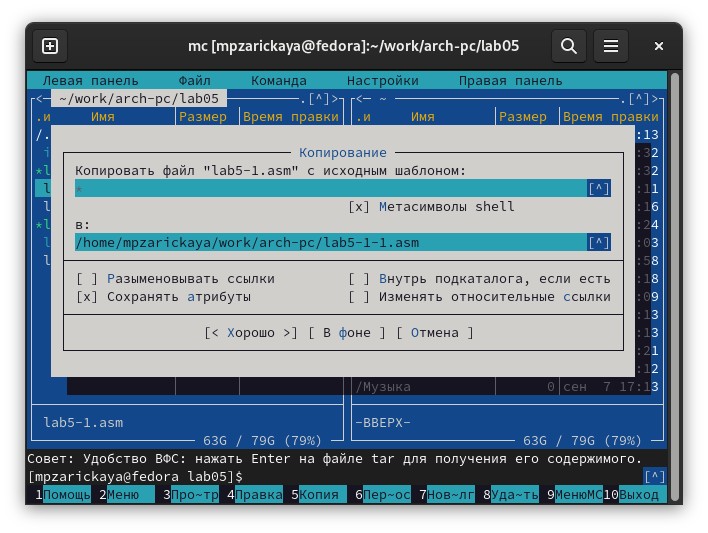 mc [mpzarickaya@fedora]:~/work/arch-pc/lab05
Левая панель Файл Команда Настройки Правая панель
<— ~/work/arch-pc/lab05 .[^]> <— ~ .[^]>
.и Имя Размер Время правки .и Имя Размер Время правки
/. :13
Копирование
Копировать файл "lab5-1.asm" с исходным шаблоном:
* [^]
[x] Метасимволы shell
в:
/home/mpzarickaya/work/arch-pc/lab5-1-1.asm [^]
[ ] Разыменовывать ссылки [ ] Внутрь подкаталога, если есть
[x] Сохранять атрибуты [ ] Изменять относительные ссылки
[< Хорошо >] [ В фоне ] [ Отмена ]
/Музыка 0 сен 7 17:13
lab5-1.asm -ВВЕРХ-
63G / 79G (79%) 63G / 79G (79%)
Совет: Удобство ВФС: нажать Enter на файле tar для получения его содержимого.
[mpzarickaya@fedora lab05]$ [^]
1Помощь 2Меню 3Про~тр 4Правка 5Копия 6Пер~ос 7Нов~лг 8Уда~ть 9МенюМС 10Выход